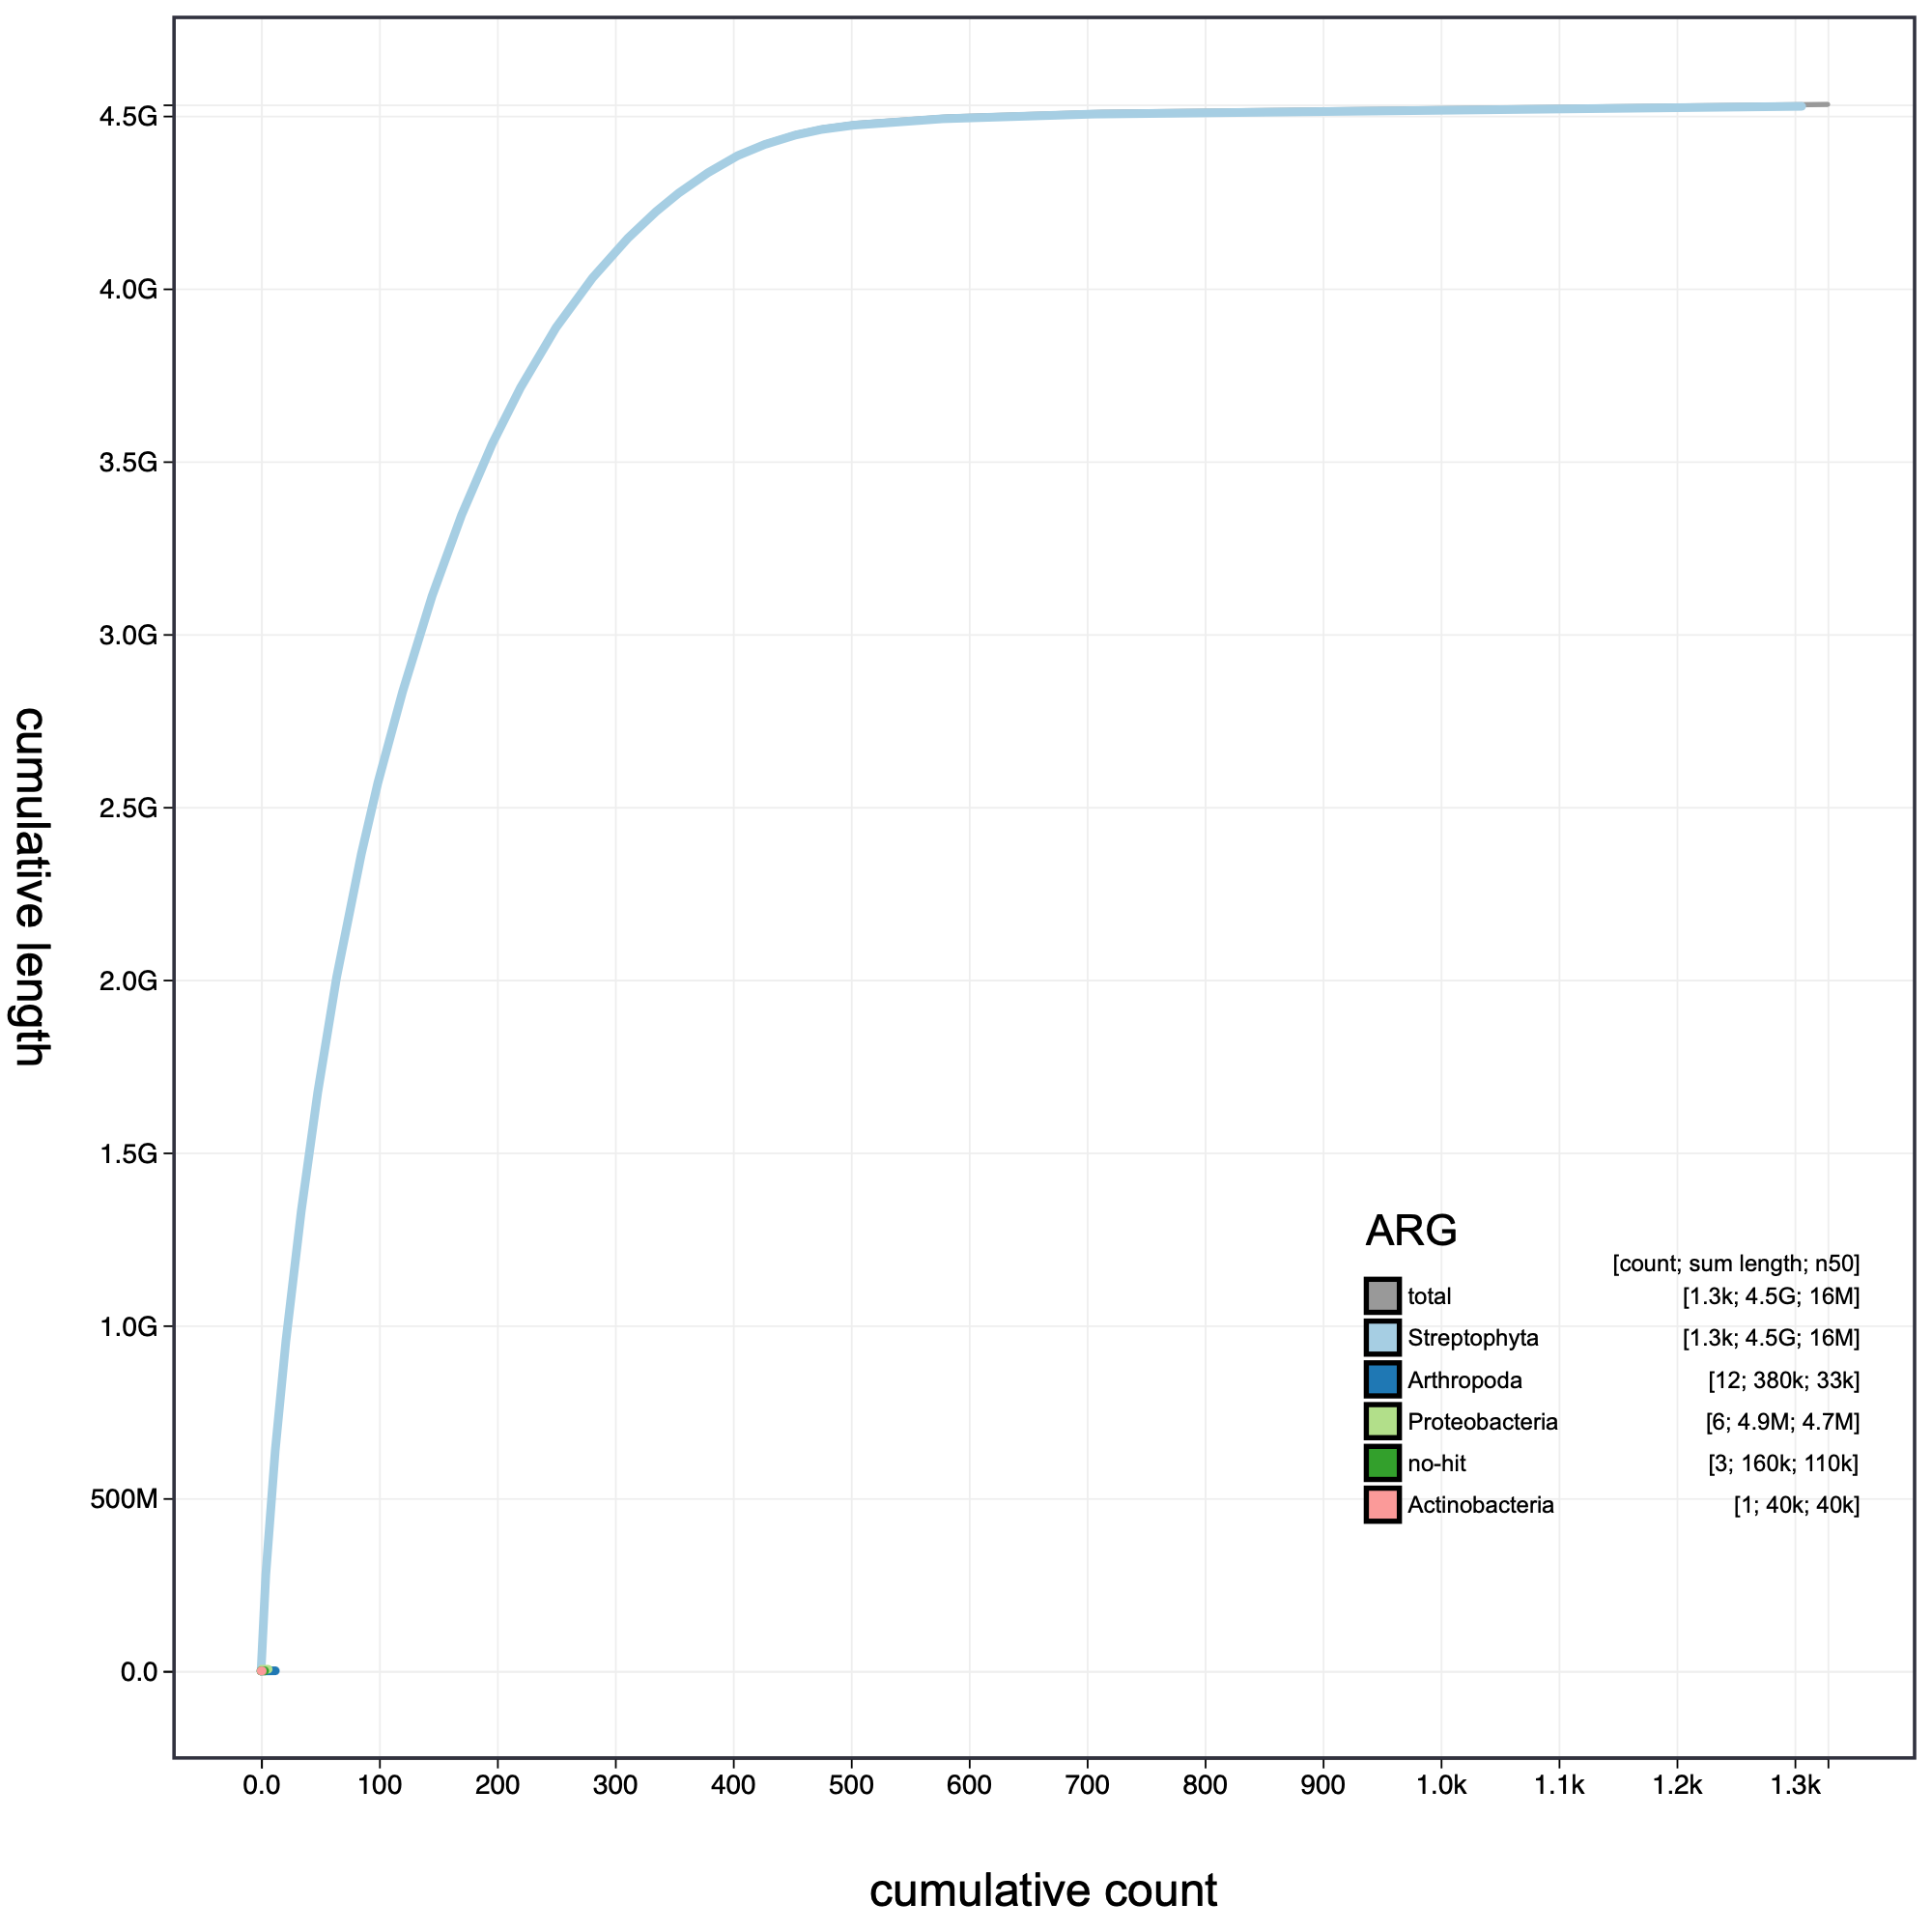 4.5G
4.0G
3.5G
3.0G
2.5G
2.0G
1.5G
1.0G
500M
0.0
cumulative length
ARG
[count; sum length; n50]
total [1.3k; 4.5G; 16M]
Streptophyta [1.3k; 4.5G; 16M]
Arthropoda [12; 380k; 33k]
Proteobacteria [6; 4.9M; 4.7M]
no-hit [3; 160k; 110k]
Actinobacteria [1; 40k; 40k]
0.0 100 200 300 400 500 600 700 800 900 1.0k 1.1k 1.2k 1.3k
cumulative count